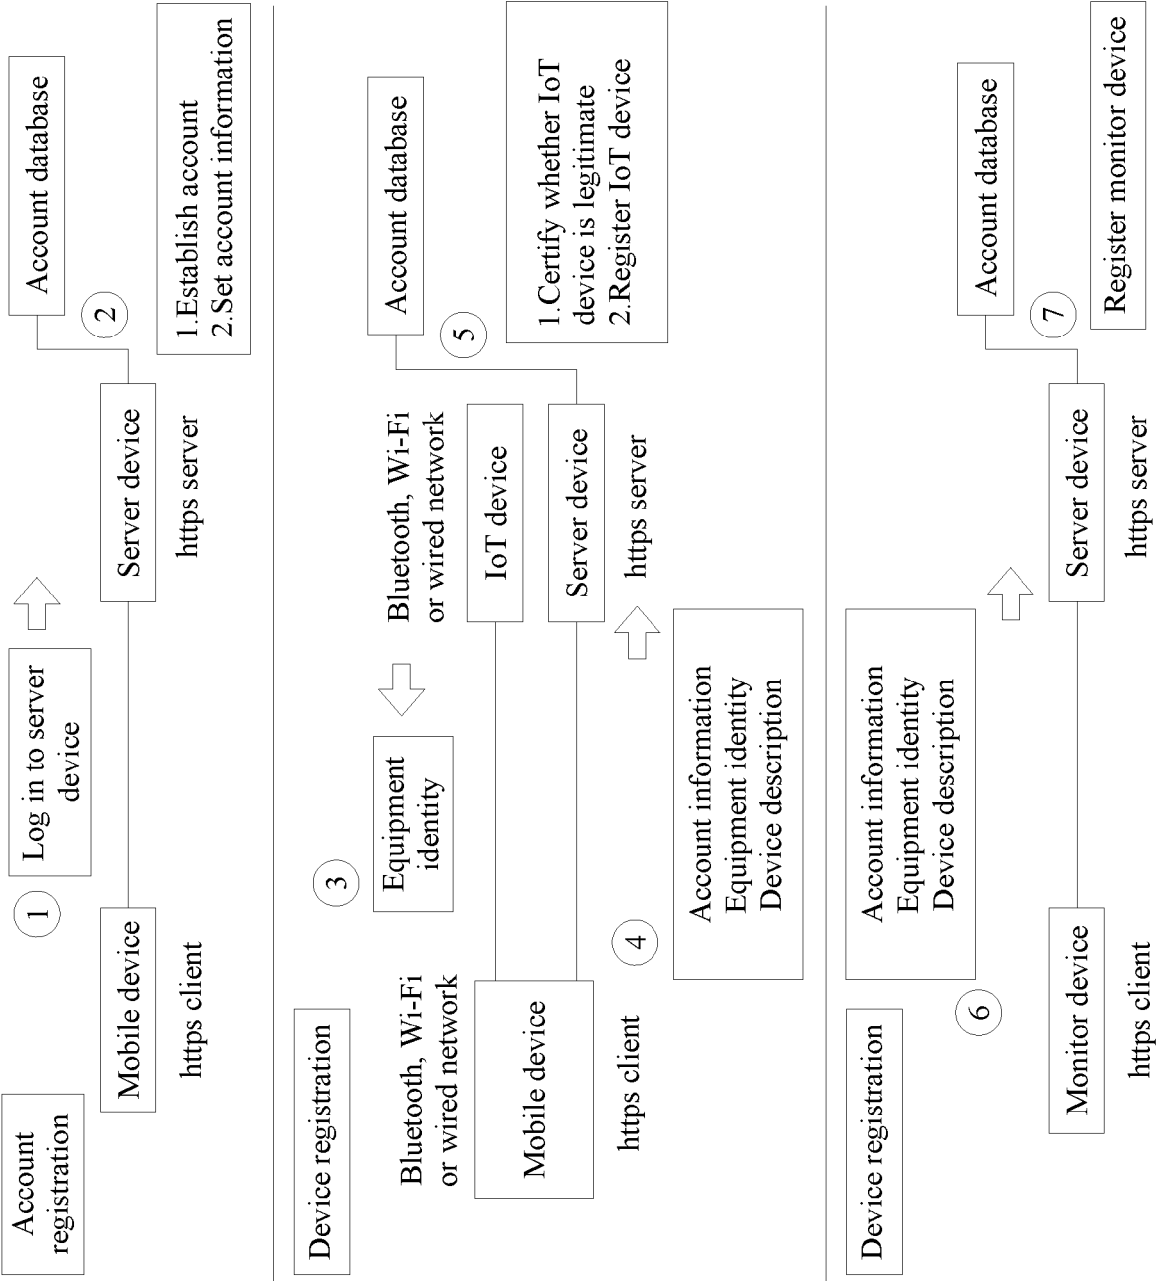 Account
registration
1
Log in to server
device
Mobile device
https client
Server device
https server
2
Account database
1.Establish account
2.Set account information
Device registration
3
Equipment
identity
Bluetooth, Wi-Fi
or wired network
Bluetooth, Wi-Fi
or wired network
Mobile device
https client
IoT device
Server device
https server
4
Account information
Equipment identity
Device description
5
Account database
1.Certify whether IoT
device is legitimate
2.Register IoT device
Device registration
6
Account information
Equipment identity
Device description
Monitor device
https client
Server device
https server
7
Account database
Register monitor device